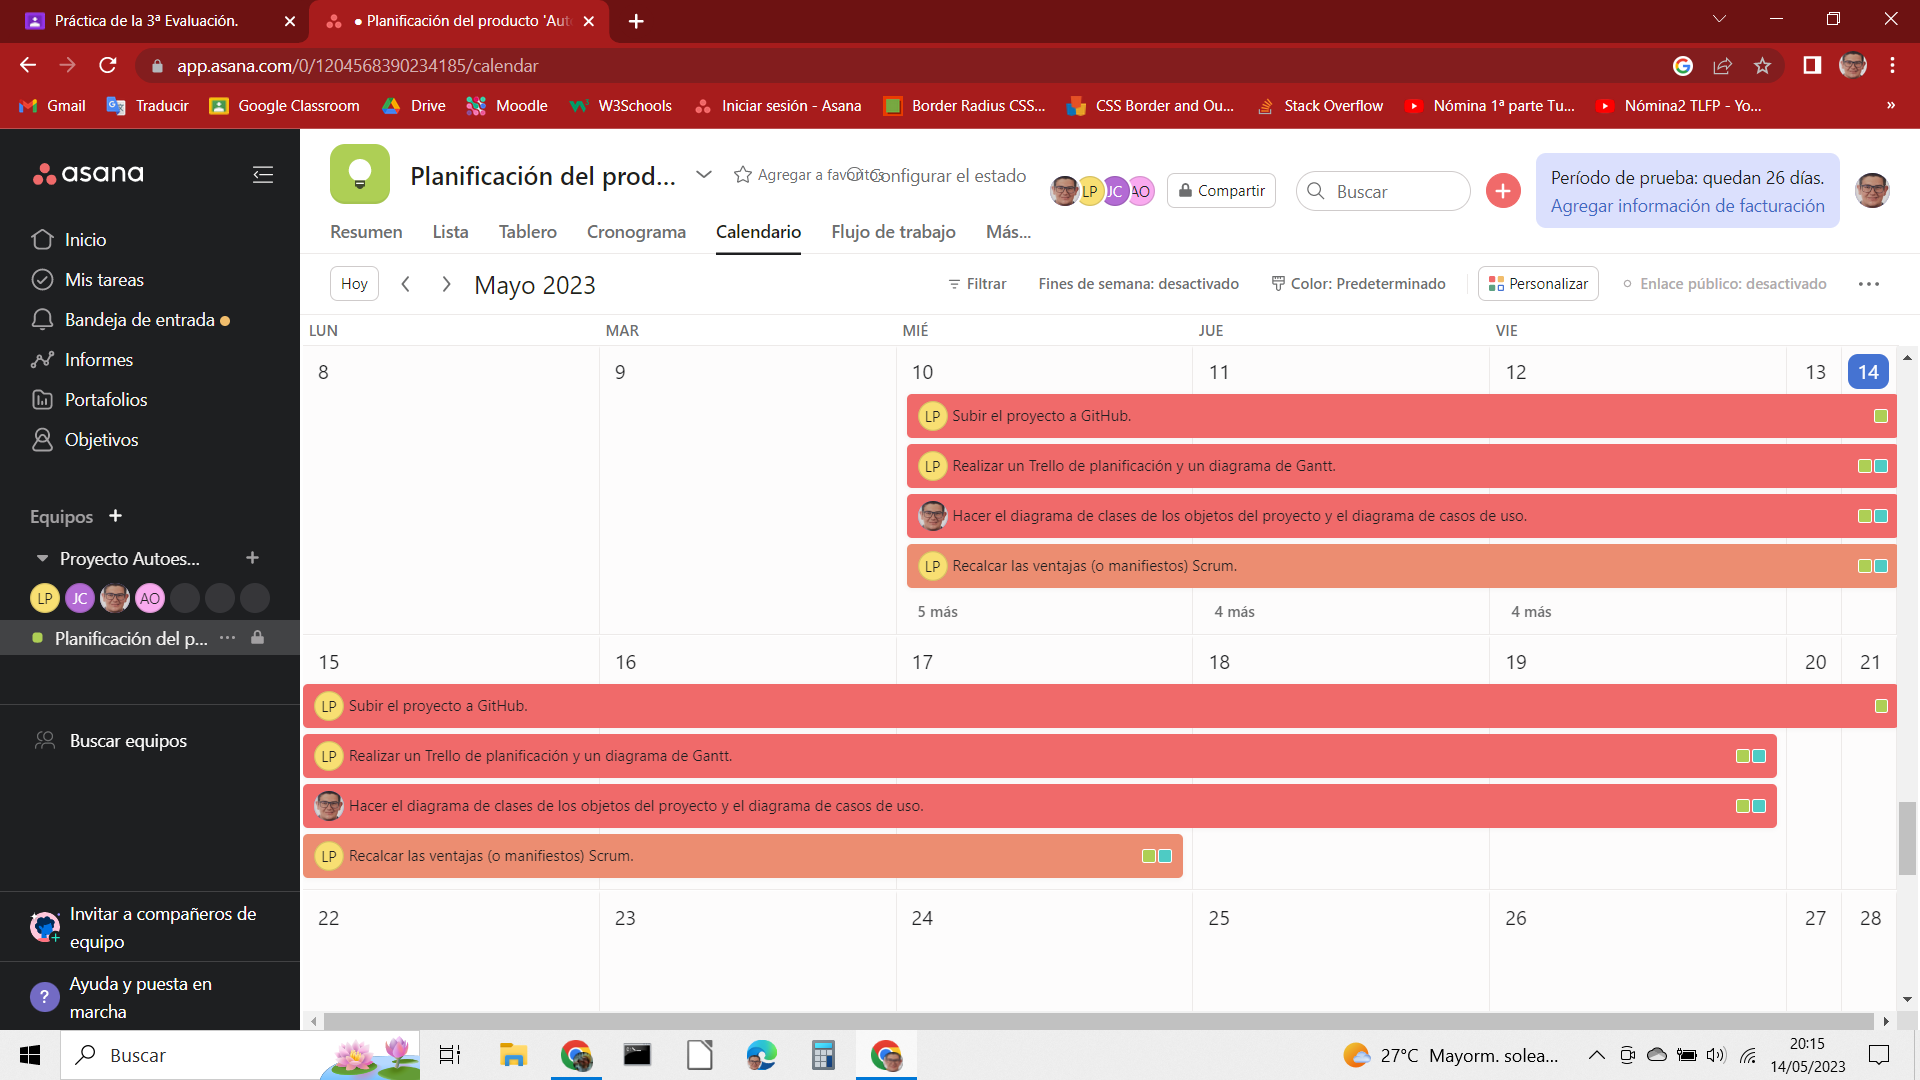 Práctica de la 3ª Evaluación.
● Planificación del producto 'Aut
app.asana.com/0/1204568390234185/calendar
Gmail
Traducir
Google Classroom
Drive
Moodle
W3Schools
Iniciar sesión - Asana
Border Radius CSS...
CSS Border and Ou...
Stack Overflow
Nómina 1ª parte Tu...
Nómina2 TLFP - Yo...
»
asana
Inicio
Mis tareas
Bandeja de entrada
Informes
Portafolios
Objetivos
Equipos +
Proyecto Autoes... +
LP JC AO
Planificación del p... ...
Buscar equipos
Invitar a compañeros de
equipo
? Ayuda y puesta en
marcha
Planificación del prod...
Agregar a favoritos
Configurar el estado
LP JC AO
Compartir
Buscar
+
Período de prueba: quedan 26 días.
Agregar información de facturación
Resumen Lista Tablero Cronograma Calendario Flujo de trabajo Más...
Hoy
Mayo 2023
Filtrar
Fines de semana: desactivado
Color: Predeterminado
Personalizar
Enlace público: desactivado
...
LUN MAR MIÉ JUE VIE
8 9 10 11 12 13 14
LP Subir el proyecto a GitHub.
LP Realizar un Trello de planificación y un diagrama de Gantt.
Hacer el diagrama de clases de los objetos del proyecto y el diagrama de casos de uso.
LP Recalcar las ventajas (o manifiestos) Scrum.
5 más 4 más 4 más
15 16 17 18 19 20 21
LP Subir el proyecto a GitHub.
LP Realizar un Trello de planificación y un diagrama de Gantt.
Hacer el diagrama de clases de los objetos del proyecto y el diagrama de casos de uso.
LP Recalcar las ventajas (o manifiestos) Scrum.
22 23 24 25 26 27 28
Buscar
27°C Mayorm. solea...
20:15
14/05/2023